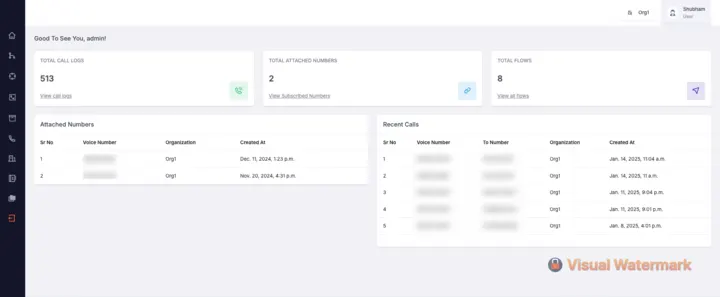 Org1
Shubham
User
Good To See You, admin!
TOTAL CALL LOGS
513
View call logs
TOTAL ATTACHED NUMBERS
2
View Subscribed Numbers
TOTAL FLOWS
8
View all flows
Attached Numbers
Sr No Voice Number Organization Created At
1 Org1 Dec. 11, 2024, 1:23 p.m.
2 Org1 Nov. 20, 2024, 4:31 p.m.
Recent Calls
Sr No Voice Number To Number Organization Created At
1 Org1 Jan. 14, 2025, 11:04 a.m.
2 Org1 Jan. 14, 2025, 11 a.m.
3 Org1 Jan. 11, 2025, 9:04 p.m.
4 Org1 Jan. 11, 2025, 9:01 p.m.
5 Org1 Jan. 8, 2025, 4:01 p.m.
Visual Watermark